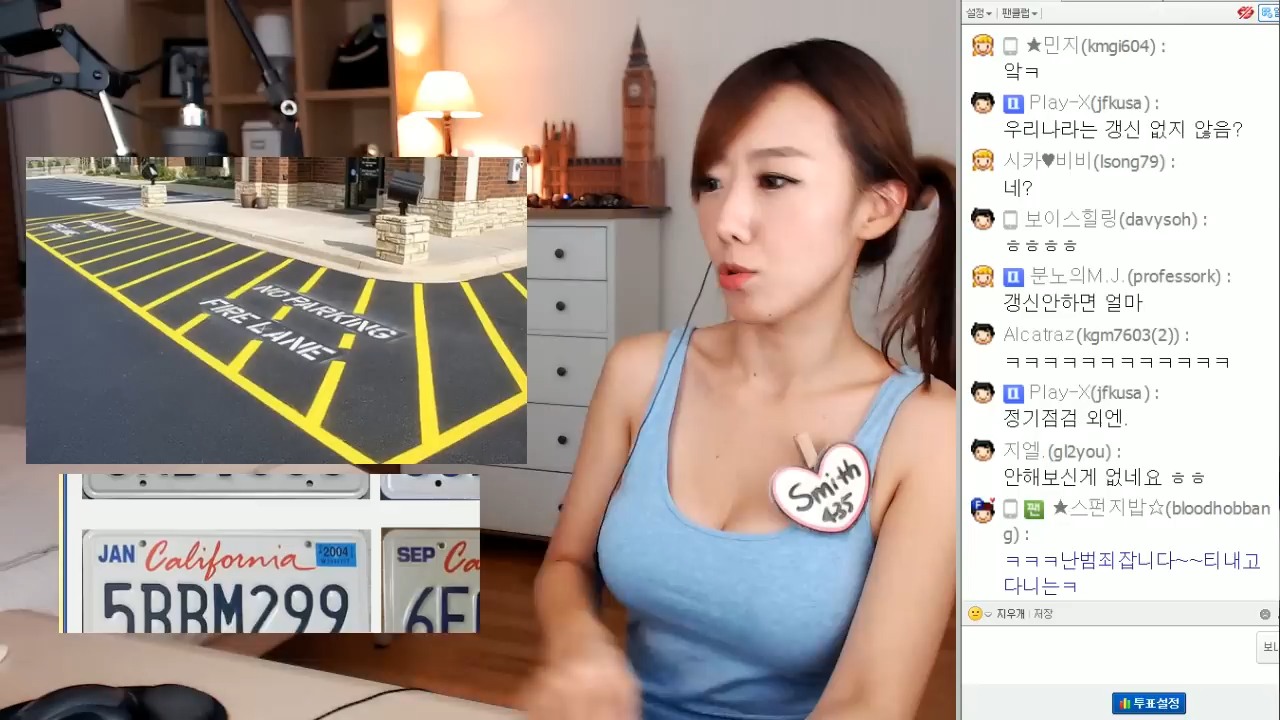 설정 팬클럽
★민지(kmgi604) :
앜ㅋ
Play-X(jfkusa) :
우리나라는 갱신 없지 않음?
시카♥비비(lsong79) :
네?
보이스힐링(davysoh) :
ㅎㅎㅎㅎ
분노의M.J.(professork) :
갱신안하면 얼마
Alcatraz(kgm7603(2)) :
ㅋㅋㅋㅋㅋㅋㅋㅋㅋㅋㅋㅋ
Play-X(jfkusa) :
정기점검 외엔.
지엘.(gl2you) :
안해보신게 없네요 ㅎㅎ
팬 ★스펀지밥☆(bloodhobban
g) :
ㅋㅋㅋ난범죄잡니다~~티내고
다니는ㅋ
지우개 저장
투표설정
NO PARKING
FIRE LANE
JAN California 2004
5BBM299
SEP Ca
6F
Smith
435